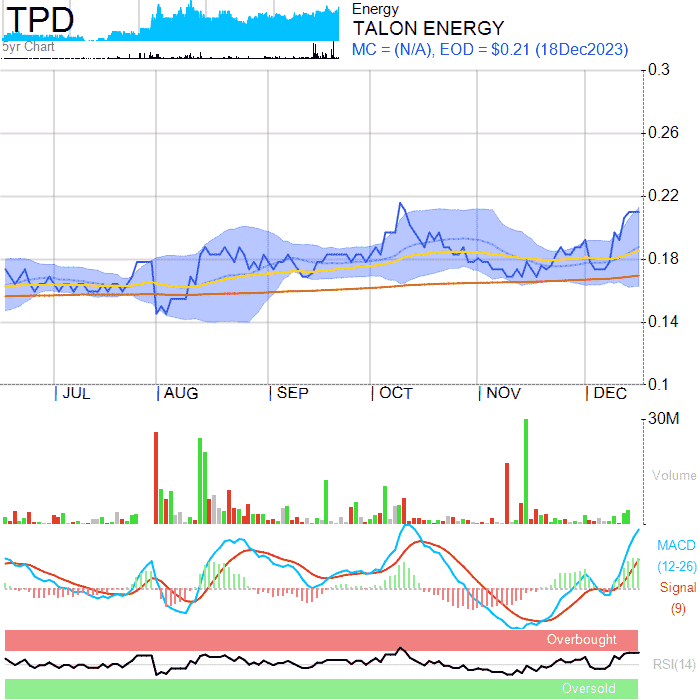 TPD
5yr Chart
Energy
TALON ENERGY
MC = (N/A), EOD = $0.21 (18Dec2023)
0.3
0.26
0.22
0.18
0.14
0.1
JUL AUG SEP OCT NOV DEC
30M
Volume
MACD
(12-26)
Signal
(9)
Overbought
RSI(14)
Oversold